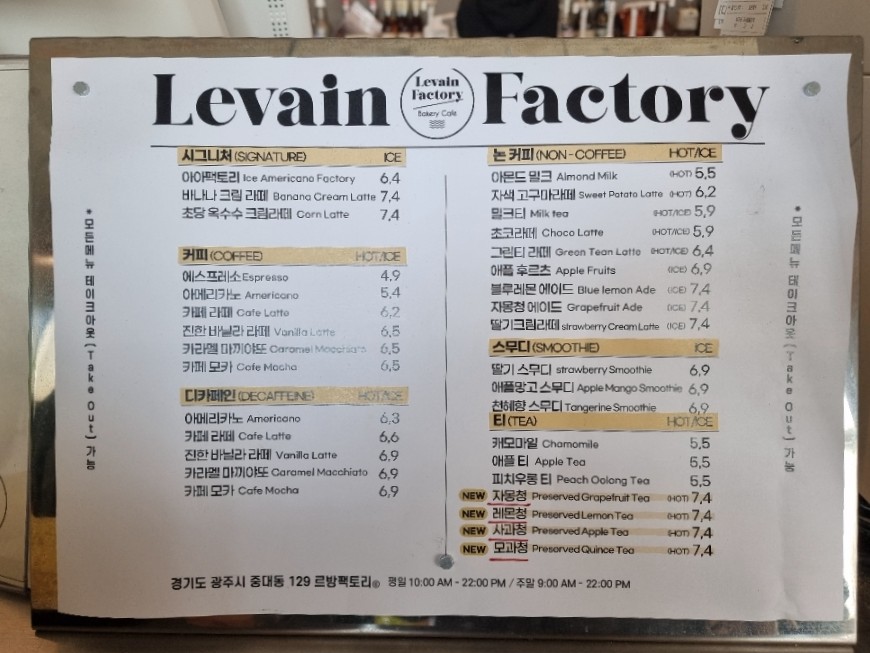 Levain Factory
Levain
Factory
Bakery Cafe
시그니처 (SIGNATURE) ICE
아아팩토리 Ice Americano Factory 6,4
바나나 크림 라떼 Banana Cream Latte 7,4
초당 옥수수 크림라떼 Corn Latte 7,4
커피 (COFFEE) HOT/ICE
에스프레소 Espresso 4,9
아메리카노 Americano 5,4
카페 라떼 Cafe Latte 6,2
진한 바닐라 라떼 Vanilla Latte 6,5
카라멜 마끼아또 Caramel Macchiato 6,5
카페 모카 Cafe Mocha 6,5
디카페인 (DECAFFEINE) HOT/ICE
아메리카노 Americano 6,3
카페 라떼 Cafe Latte 6,6
진한 바닐라 라떼 Vanilla Latte 6,9
카라멜 마끼아또 Caramel Macchiato 6,9
카페 모카 Cafe Mocha 6,9
논 커피 (NON-COFFEE) HOT/ICE
아몬드 밀크 Almond Milk (HOT) 5,5
자색 고구마라떼 Sweet Potato Latte (HOT) 6,2
밀크티 Milk tea (HOT/ICE) 5,9
초코라떼 Choco Latte (HOT/ICE) 5,9
그린티 라떼 Green Tean Latte (HOT/ICE) 6,4
애플 후르츠 Apple Fruits (ICE) 6,9
블루레몬 에이드 Blue lemon Ade (ICE) 7,4
자몽청 에이드 Grapefruit Ade (ICE) 7,4
딸기크림라떼 strawberry Cream Latte (ICE) 7,4
스무디 (SMOOTHIE) ICE
딸기 스무디 strawberry Smoothie 6,9
애플망고 스무디 Apple Mango Smoothie 6,9
천혜향 스무디 Tangerine Smoothie 6,9
티 (TEA) HOT/ICE
캐모마일 Chamomile 5,5
애플 티 Apple Tea 5,5
피치우롱 티 Peach Oolong Tea 5,5
NEW 자몽청 Preserved Grapefruit Tea (HOT) 7,4
NEW 레몬청 Preserved Lemon Tea (HOT) 7,4
NEW 사과청 Preserved Apple Tea (HOT) 7,4
NEW 모과청 Preserved Quince Tea (HOT) 7,4
*모든메뉴 테이크아웃(Take Out) 가능
*모든메뉴 테이크아웃(Take Out) 가능
경기도 광주시 중대동 129 르방팩토리® 평일 10:00 AM - 22:00 PM / 주말 9:00 AM - 22:00 PM